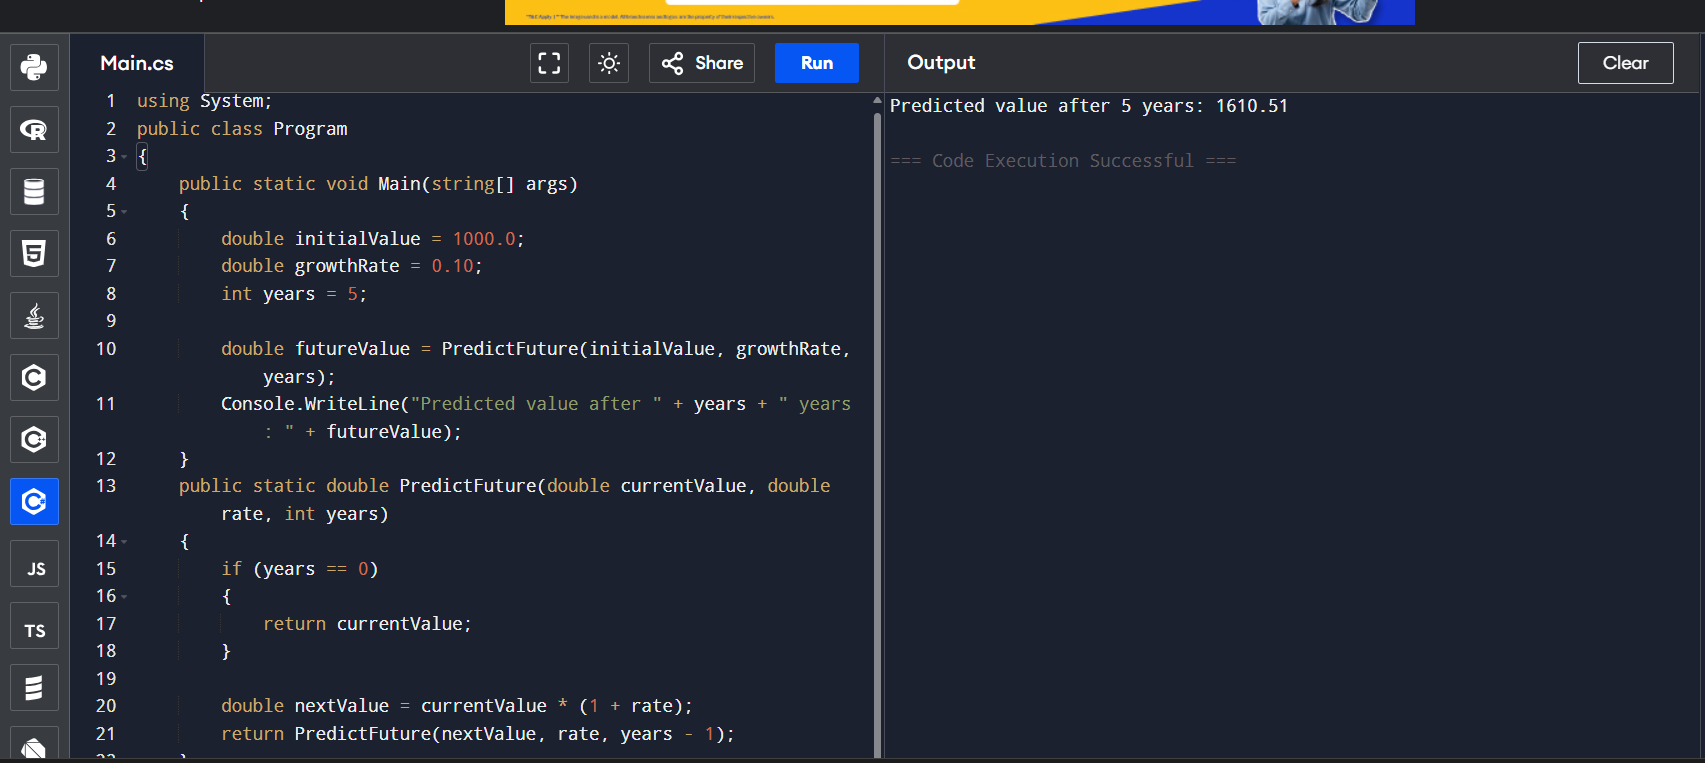 Main.cs
Share
Run
Output
Clear
1 using System;
2 public class Program
3 {
4 public static void Main(string[] args)
5 {
6 double initialValue = 1000.0;
7 double growthRate = 0.10;
8 int years = 5;
9
10 double futureValue = PredictFuture(initialValue, growthRate,
years);
11 Console.WriteLine("Predicted value after " + years + " years
: " + futureValue);
12 }
13 public static double PredictFuture(double currentValue, double
rate, int years)
14 {
15 if (years == 0)
16 {
17 return currentValue;
18 }
19
20 double nextValue = currentValue * (1 + rate);
21 return PredictFuture(nextValue, rate, years - 1);
Predicted value after 5 years: 1610.51
=== Code Execution Successful ===
R
5
C
C
C#
JS
TS